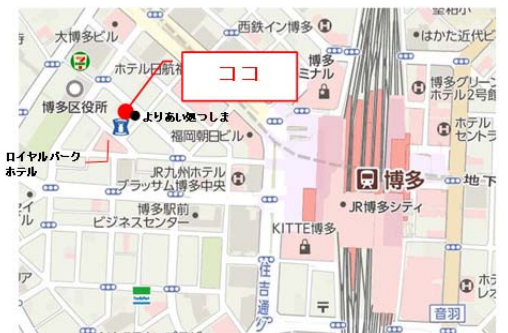 西鉄イン博多
大博多ビル
はかた近代ビ
ココ
博多
ミナル
ホテル日航福
博多グリーン
ホテル2号館
博多区役所
よりあい処つしま
ホテル
セントラ
福岡朝日ビル
ロイヤルパーク
ホテル
JR九州ホテル
ブラッサム博多中央
博多
地下
JR博多シティ
博多駅前
ビジネスセンター
KITTE博多
イル
住吉通り
ホテ
レオ
音羽